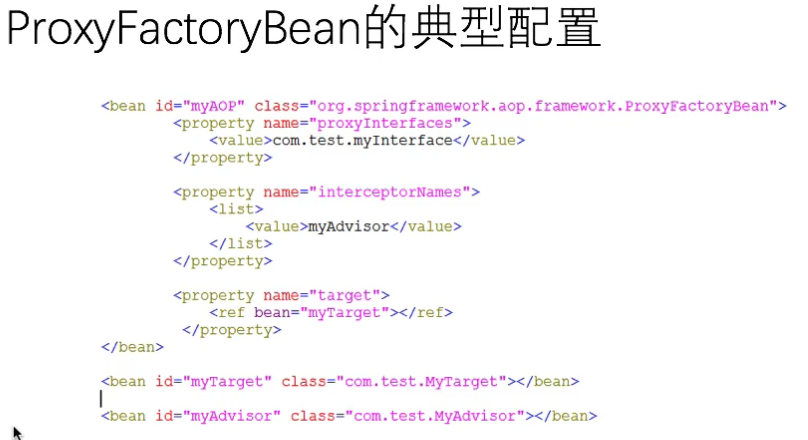 ProxyFactoryBean的典型配置
<bean id="myAOP" class="org.springframework.aop.framework.ProxyFactoryBean">
<property name="proxyInterfaces">
<value>com.test.myInterface</value>
</property>
<property name="interceptorNames">
<list>
<value>myAdvisor</value>
</list>
</property>
<property name="target">
<ref bean="myTarget"></ref>
</property>
</bean>
<bean id="myTarget" class="com.test.MyTarget"></bean>
<bean id="myAdvisor" class="com.test.MyAdvisor"></bean>